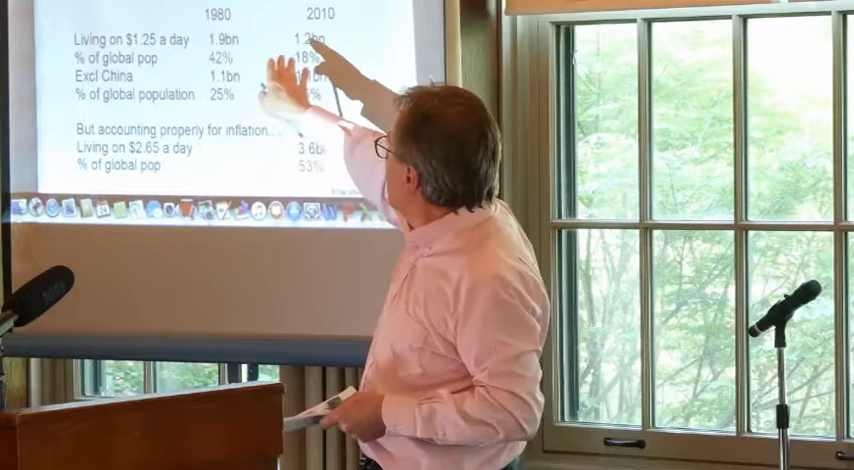 1980 2010
Living on $1.25 a day 1.9bn 1.2bn
% of global pop 42% 18%
Excl China 1.1bn
% of global population 25%
But accounting properly for inflation....
Living on $2.65 a day 3.6bn
% of global pop 53%